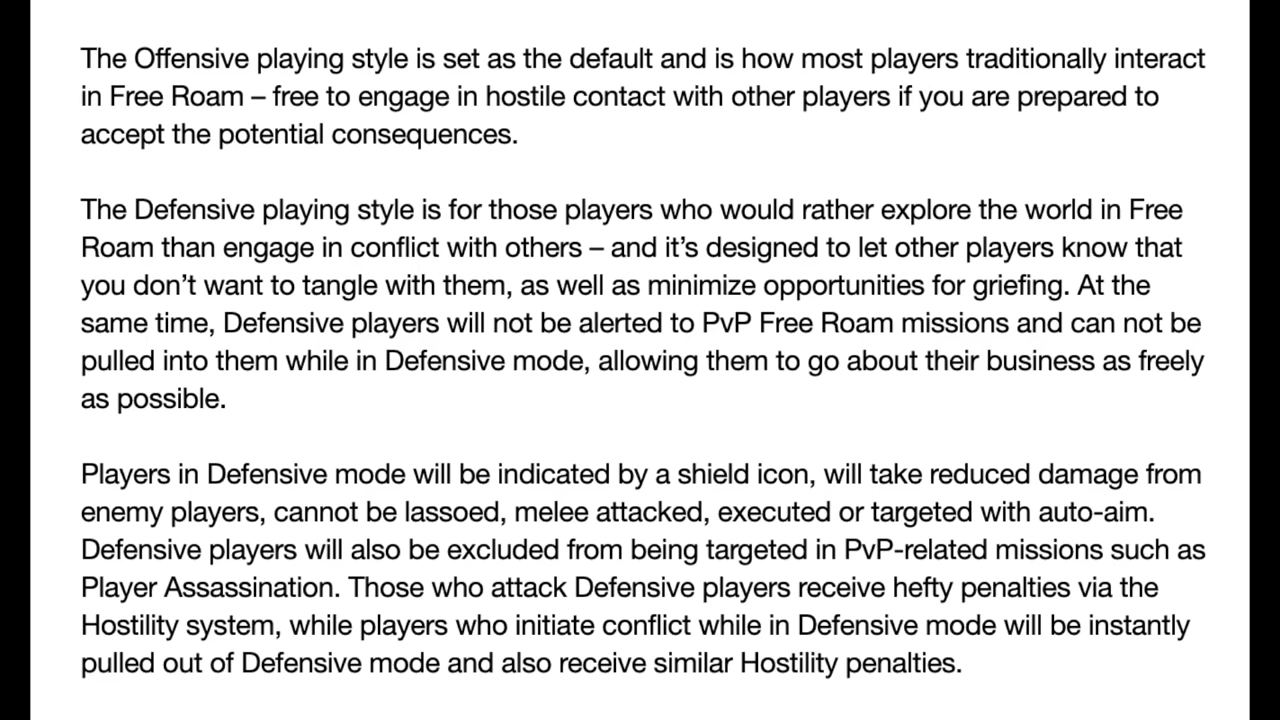 The Offensive playing style is set as the default and is how most players traditionally interact
in Free Roam – free to engage in hostile contact with other players if you are prepared to
accept the potential consequences.
The Defensive playing style is for those players who would rather explore the world in Free
Roam than engage in conflict with others – and it’s designed to let other players know that
you don’t want to tangle with them, as well as minimize opportunities for griefing. At the
same time, Defensive players will not be alerted to PvP Free Roam missions and can not be
pulled into them while in Defensive mode, allowing them to go about their business as freely
as possible.
Players in Defensive mode will be indicated by a shield icon, will take reduced damage from
enemy players, cannot be lassoed, melee attacked, executed or targeted with auto-aim.
Defensive players will also be excluded from being targeted in PvP-related missions such as
Player Assassination. Those who attack Defensive players receive hefty penalties via the
Hostility system, while players who initiate conflict while in Defensive mode will be instantly
pulled out of Defensive mode and also receive similar Hostility penalties.